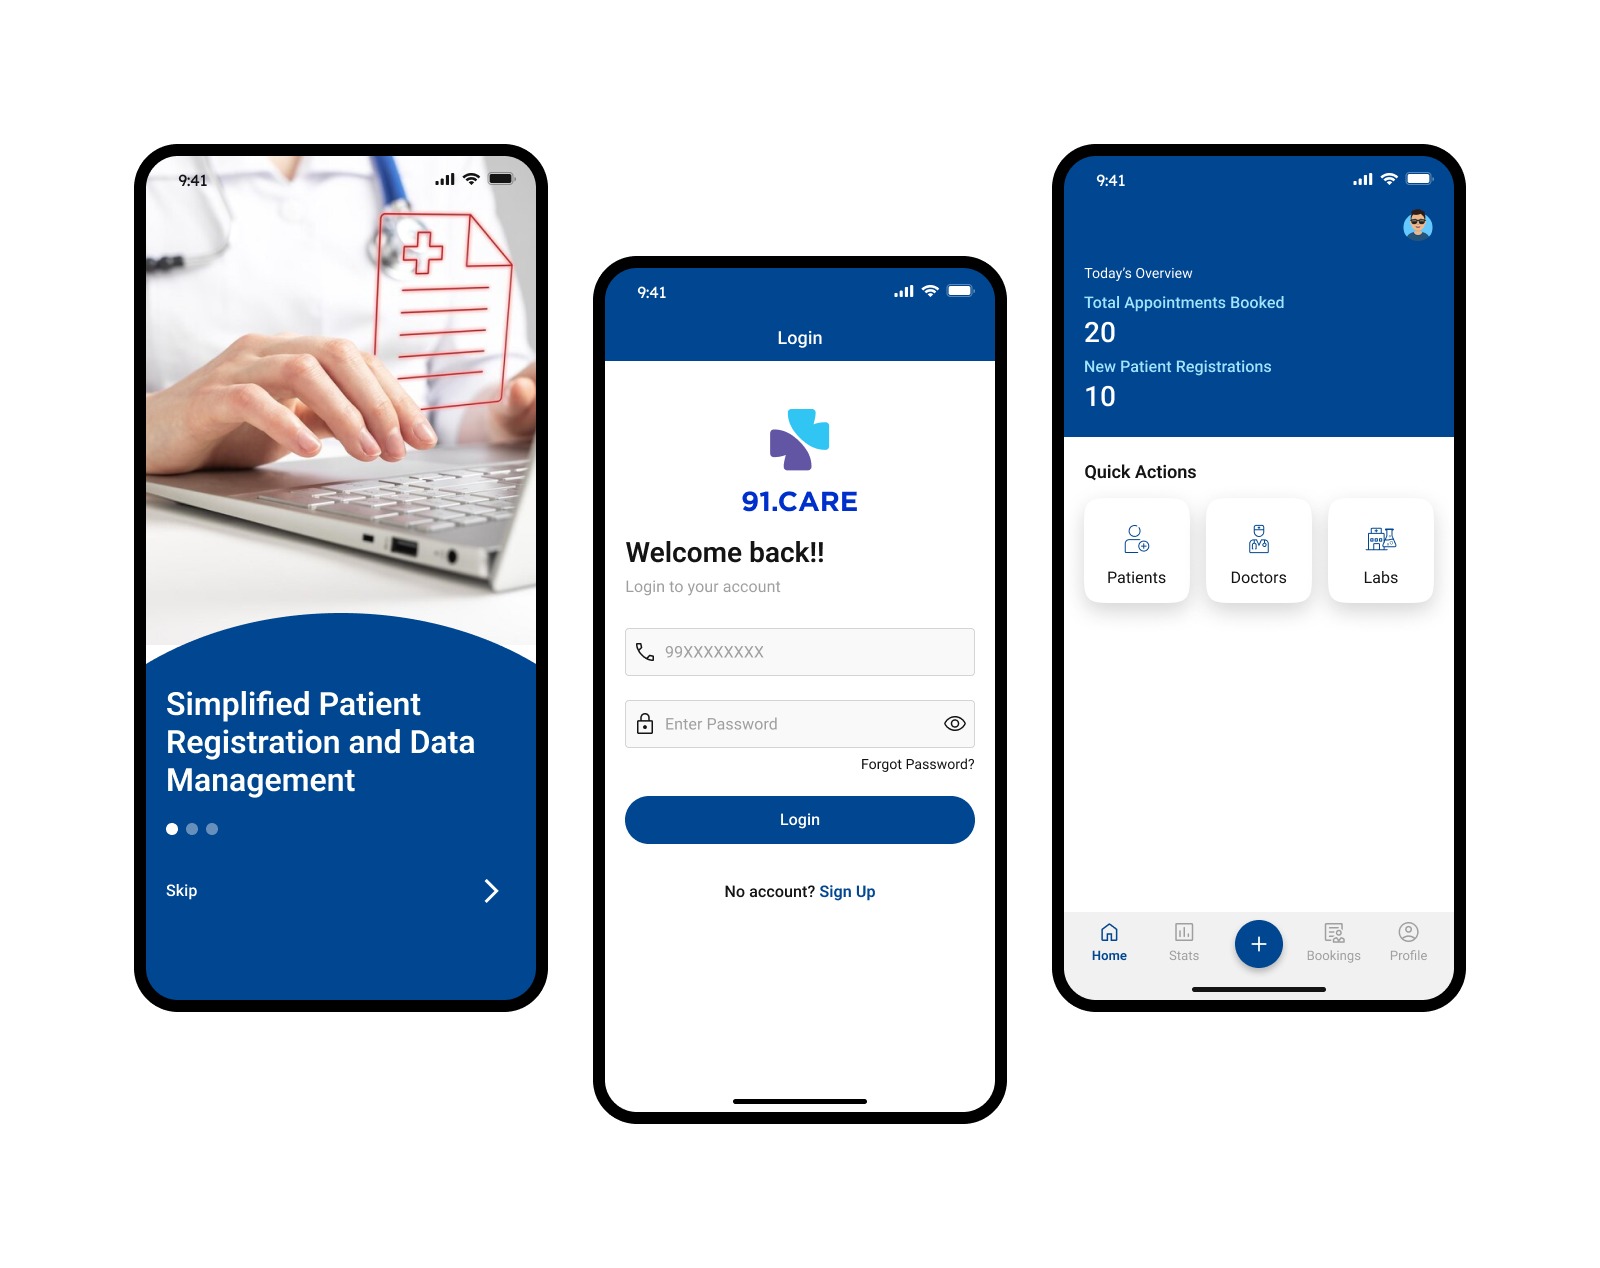 9:41
Simplified Patient
Registration and Data
Management
Skip
9:41
Login
91.CARE
Welcome back!!
Login to your account
99XXXXXXXX
Enter Password
Forgot Password?
Login
No account? Sign Up
9:41
Today's Overview
Total Appointments Booked
20
New Patient Registrations
10
Quick Actions
Patients Doctors Labs
Home Stats Bookings Profile